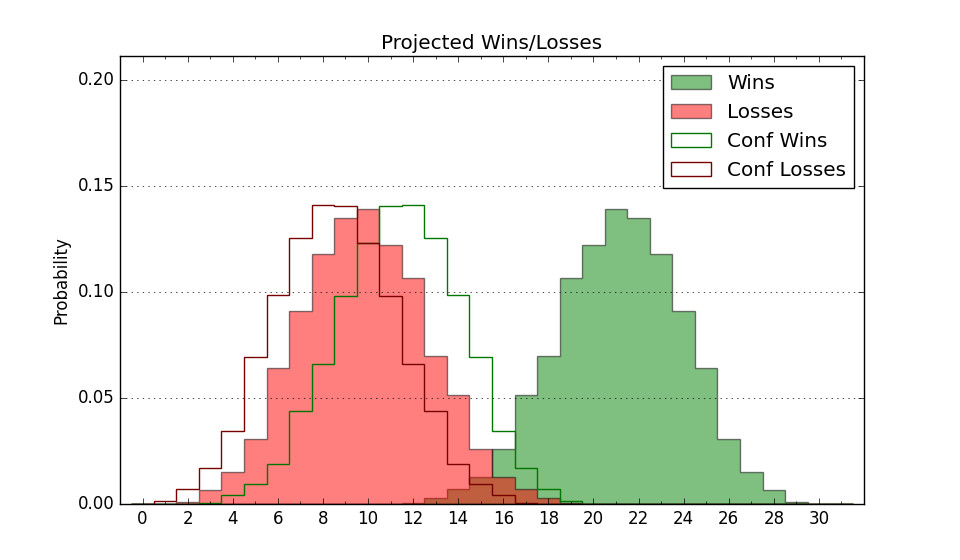 Projected Wins/Losses
Probability
0.20
0.15
0.10
0.05
0.00
Wins
Losses
Conf Wins
Conf Losses
0 2 4 6 8 10 12 14 16 18 20 22 24 26 28 30